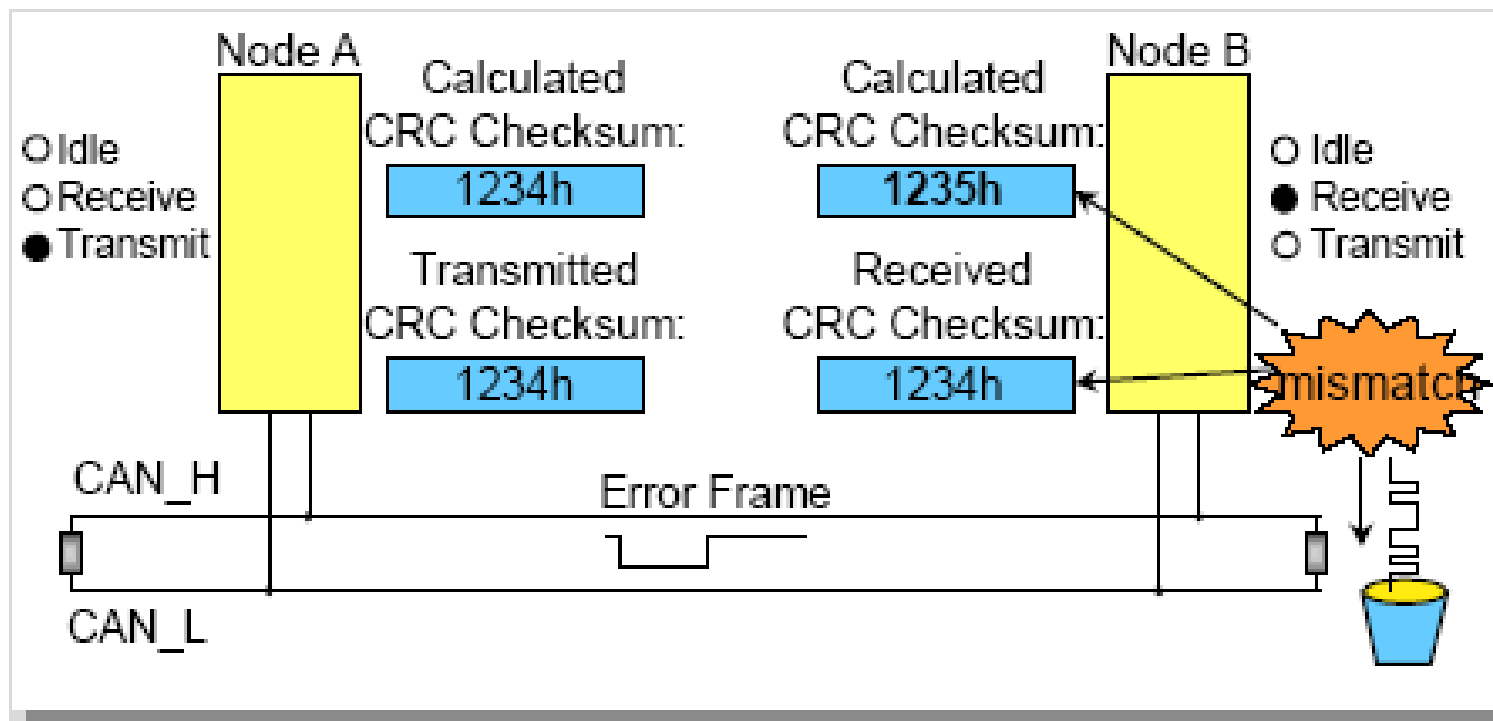 Node A
Node B
Calculated
CRC Checksum:
1234h
Calculated
CRC Checksum:
1235h
Idle
Receive
Transmit
Idle
Receive
Transmit
Transmitted
CRC Checksum:
1234h
Received
CRC Checksum:
1234h
mismatch
CAN_H
Error Frame
CAN_L